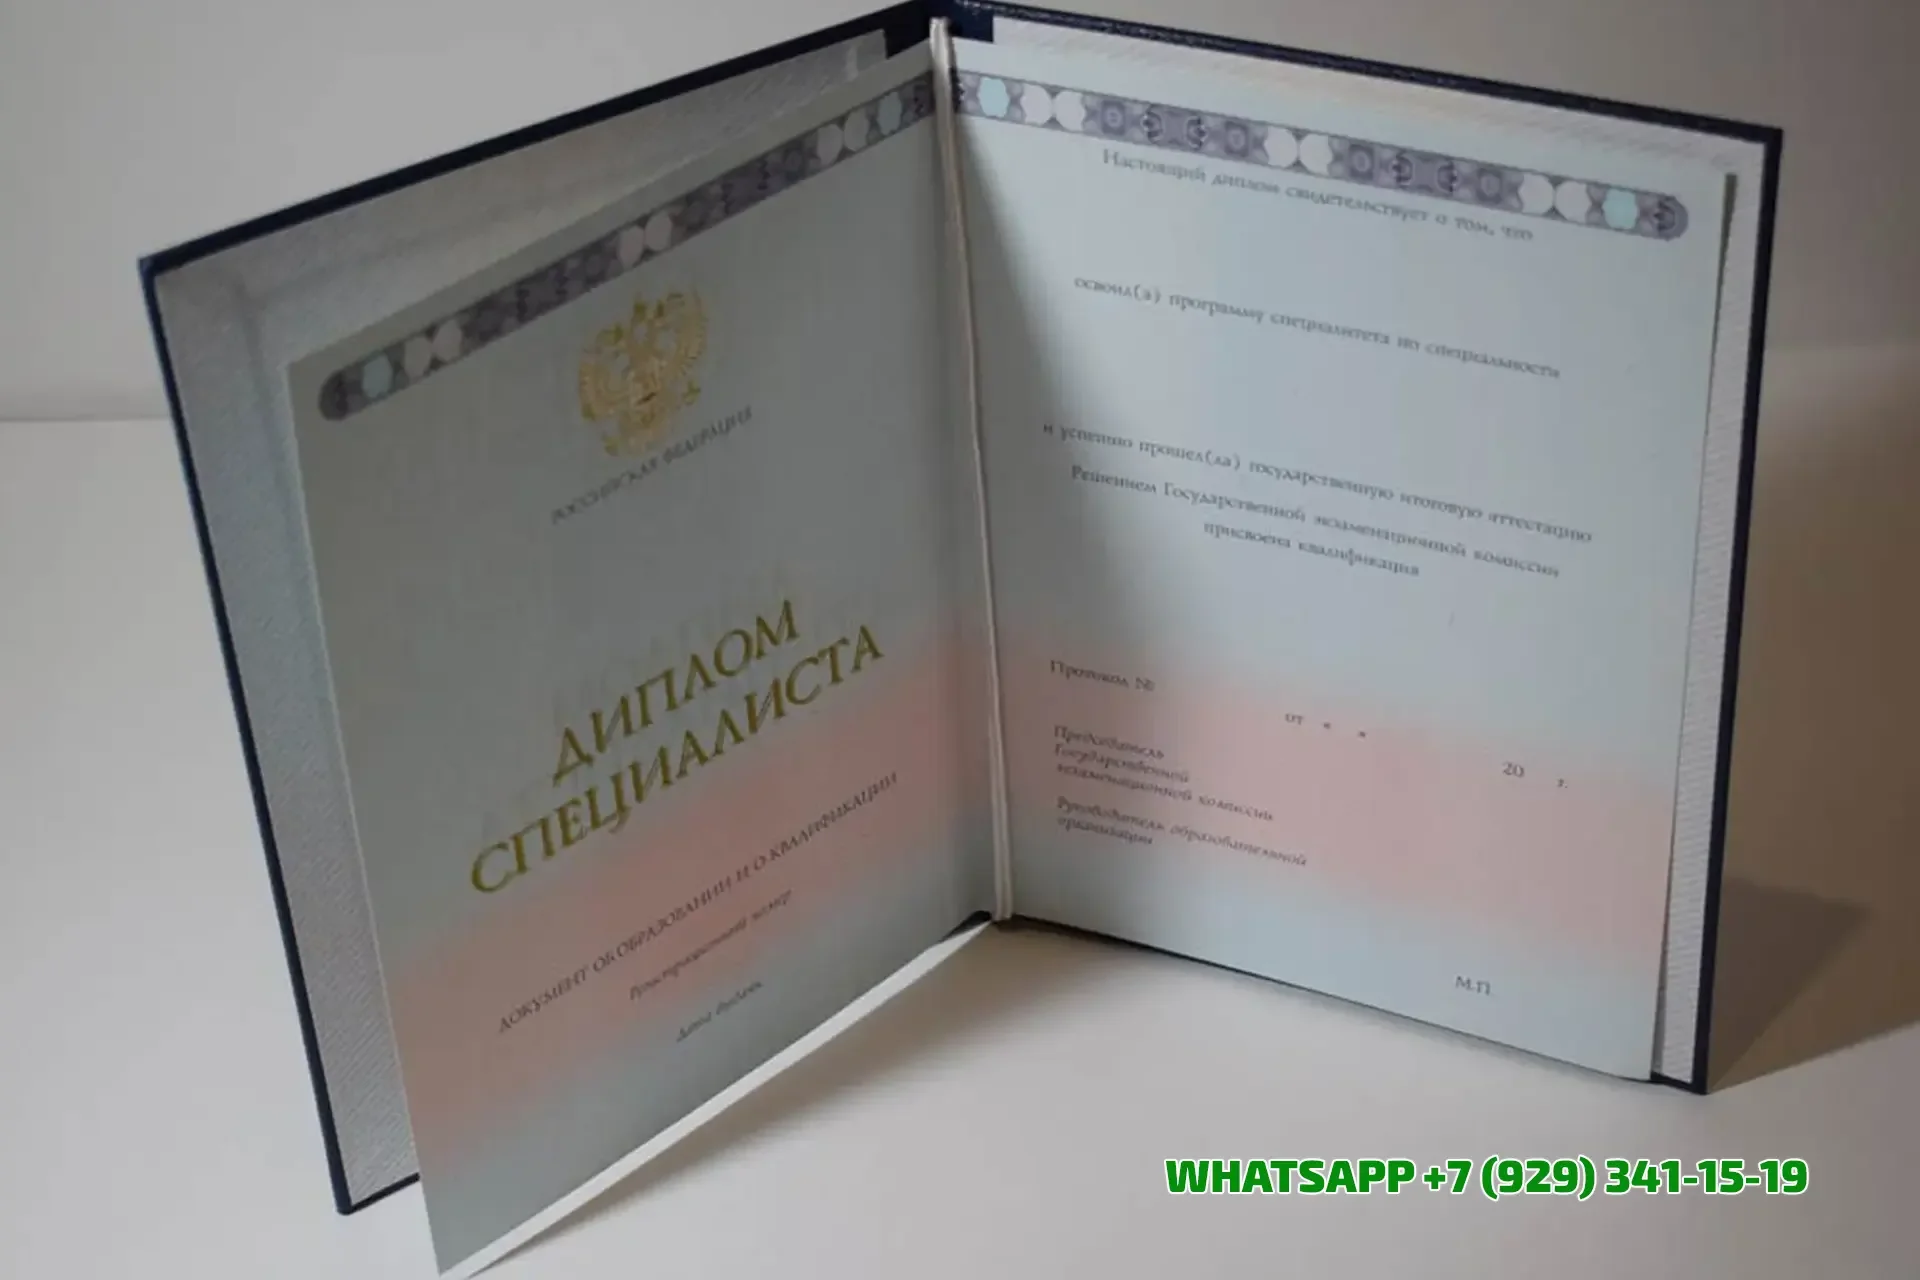 РОССИЙСКАЯ ФЕДЕРАЦИЯ
ДИПЛОМ
СПЕЦИАЛИСТА
ДОКУМЕНТ ОБ ОБРАЗОВАНИИ И О КВАЛИФИКАЦИИ
Регистрационный номер
Дата выдачи
Настоящий диплом свидетельствует о том, что
освоил(а) программу специалитета по специальности
и успешно прошел(ла) государственную итоговую аттестацию
Решением Государственной экзаменационной комиссии
присвоена квалификация
Протокол №
от « » 20 г.
Председатель
Государственной
экзаменационной комиссии
Руководитель образовательной
организации
М.П.
WHATSAPP +7 (929) 341-15-19